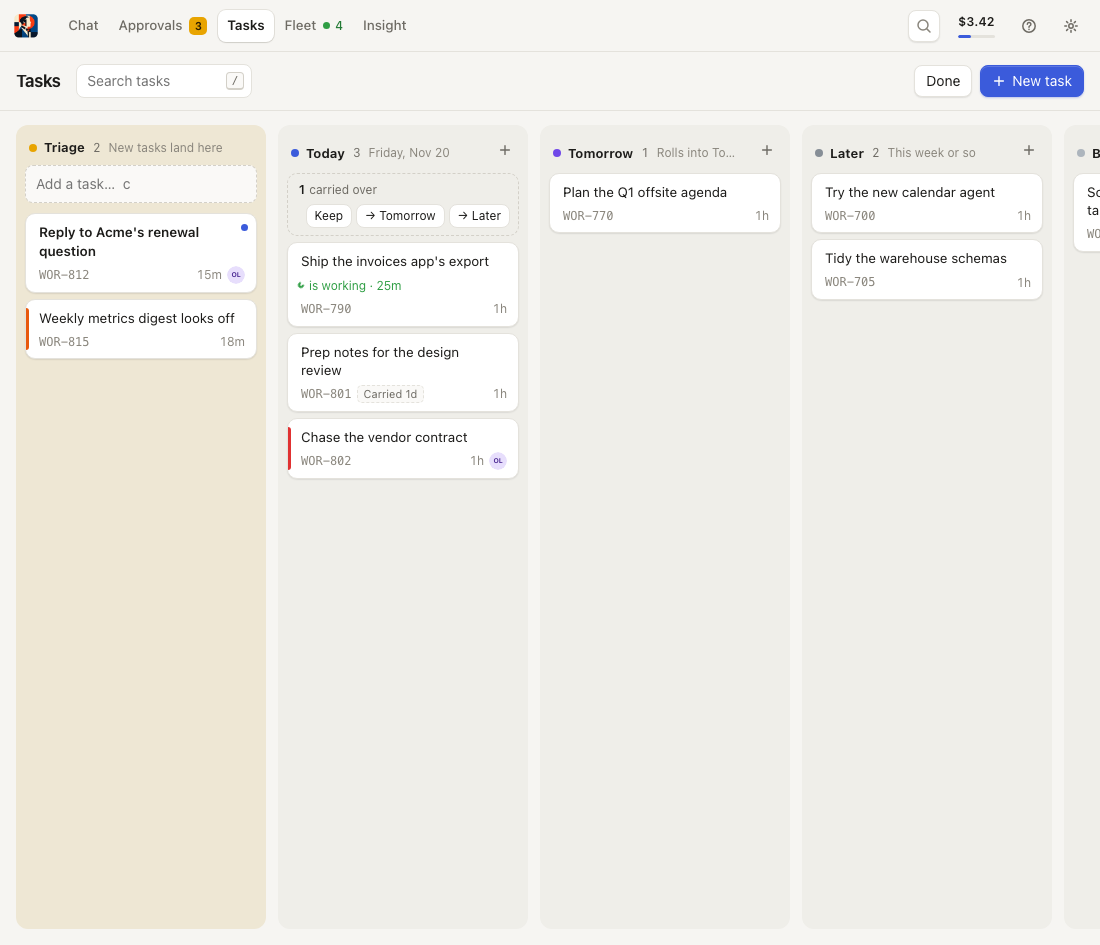 Chat Approvals 3 Tasks Fleet 4 Insight $3.42
Tasks Search tasks / Done + New task
Triage 2 New tasks land here
Add a task... c
Reply to Acme's renewal
question
WOR-812 15m OL
Weekly metrics digest looks off
WOR-815 18m
Today 3 Friday, Nov 20 +
1 carried over
Keep → Tomorrow → Later
Ship the invoices app's export
is working · 25m
WOR-790 1h
Prep notes for the design
review
WOR-801 Carried 1d 1h
Chase the vendor contract
WOR-802 1h OL
Tomorrow 1 Rolls into To... +
Plan the Q1 offsite agenda
WOR-770 1h
Later 2 This week or so +
Try the new calendar agent
WOR-700 1h
Tidy the warehouse schemas
WOR-705 1h